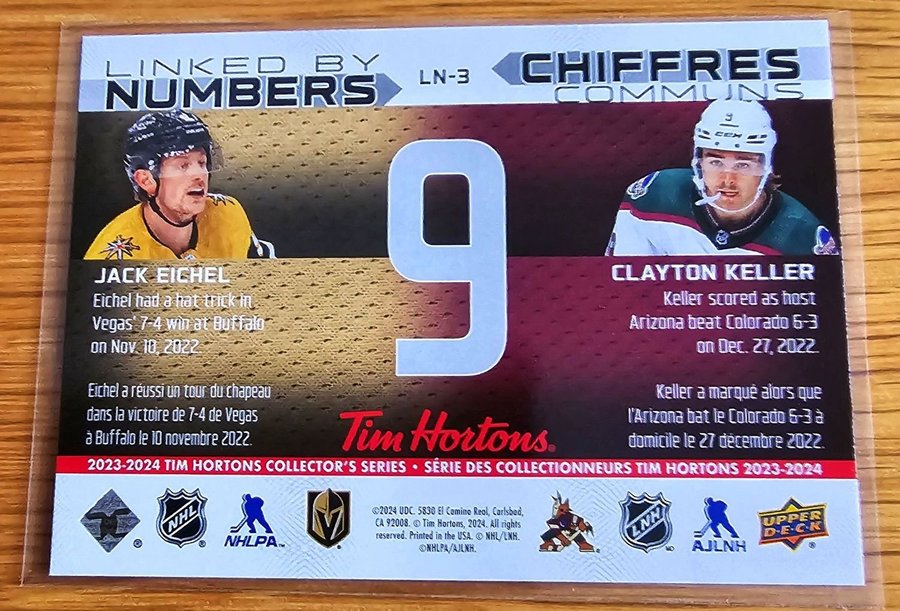 LINKED BY
NUMBERS
LN-3
CHIFFRES
COMMUNS
9
9
JACK EICHEL
Eichel had a hat trick in
Vegas' 7-4 win at Buffalo
on Nov. 10, 2022.
Eichel a réussi un tour du chapeau
dans la victoire de 7-4 de Vegas
à Buffalo le 10 novembre 2022.
CLAYTON KELLER
Keller scored as host
Arizona beat Colorado 6-3
on Dec. 27, 2022.
Keller a marqué alors que
l'Arizona bat le Colorado 6-3 à
domicile le 27 décembre 2022.
Tim Hortons.
2023-2024 TIM HORTONS COLLECTOR'S SERIES • SÉRIE DES COLLECTIONNEURS TIM HORTONS 2023-2024
NHL
NHLPA
©2024 UDC. 5830 El Camino Real, Carlsbad,
CA 92008. © Tim Hortons, 2024. All rights
reserved. Printed in the USA. © NHL/LNH.
©NHLPA/AJLNH.
LNH
AJLNH
UPPER
DECK